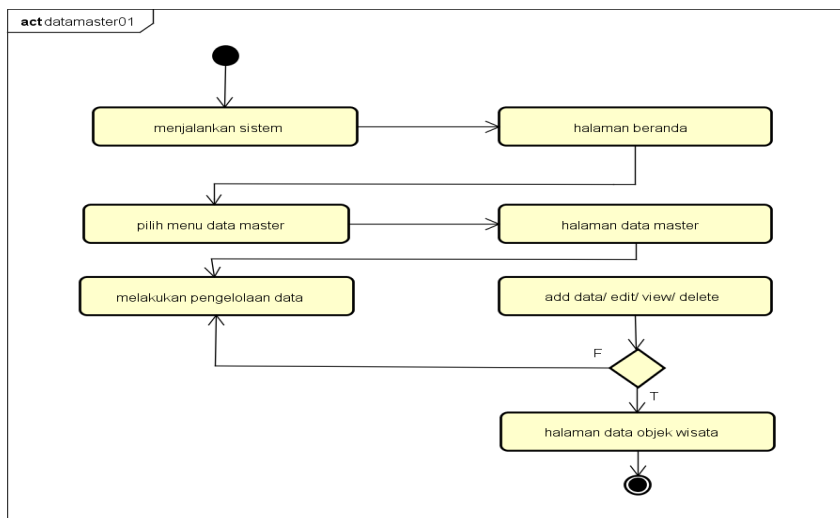 act datamaster01
menjalankan sistem
halaman beranda
pilih menu data master
halaman data master
melakukan pengelolaan data
add data/ edit/ view/ delete
F
T
halaman data objek wisata